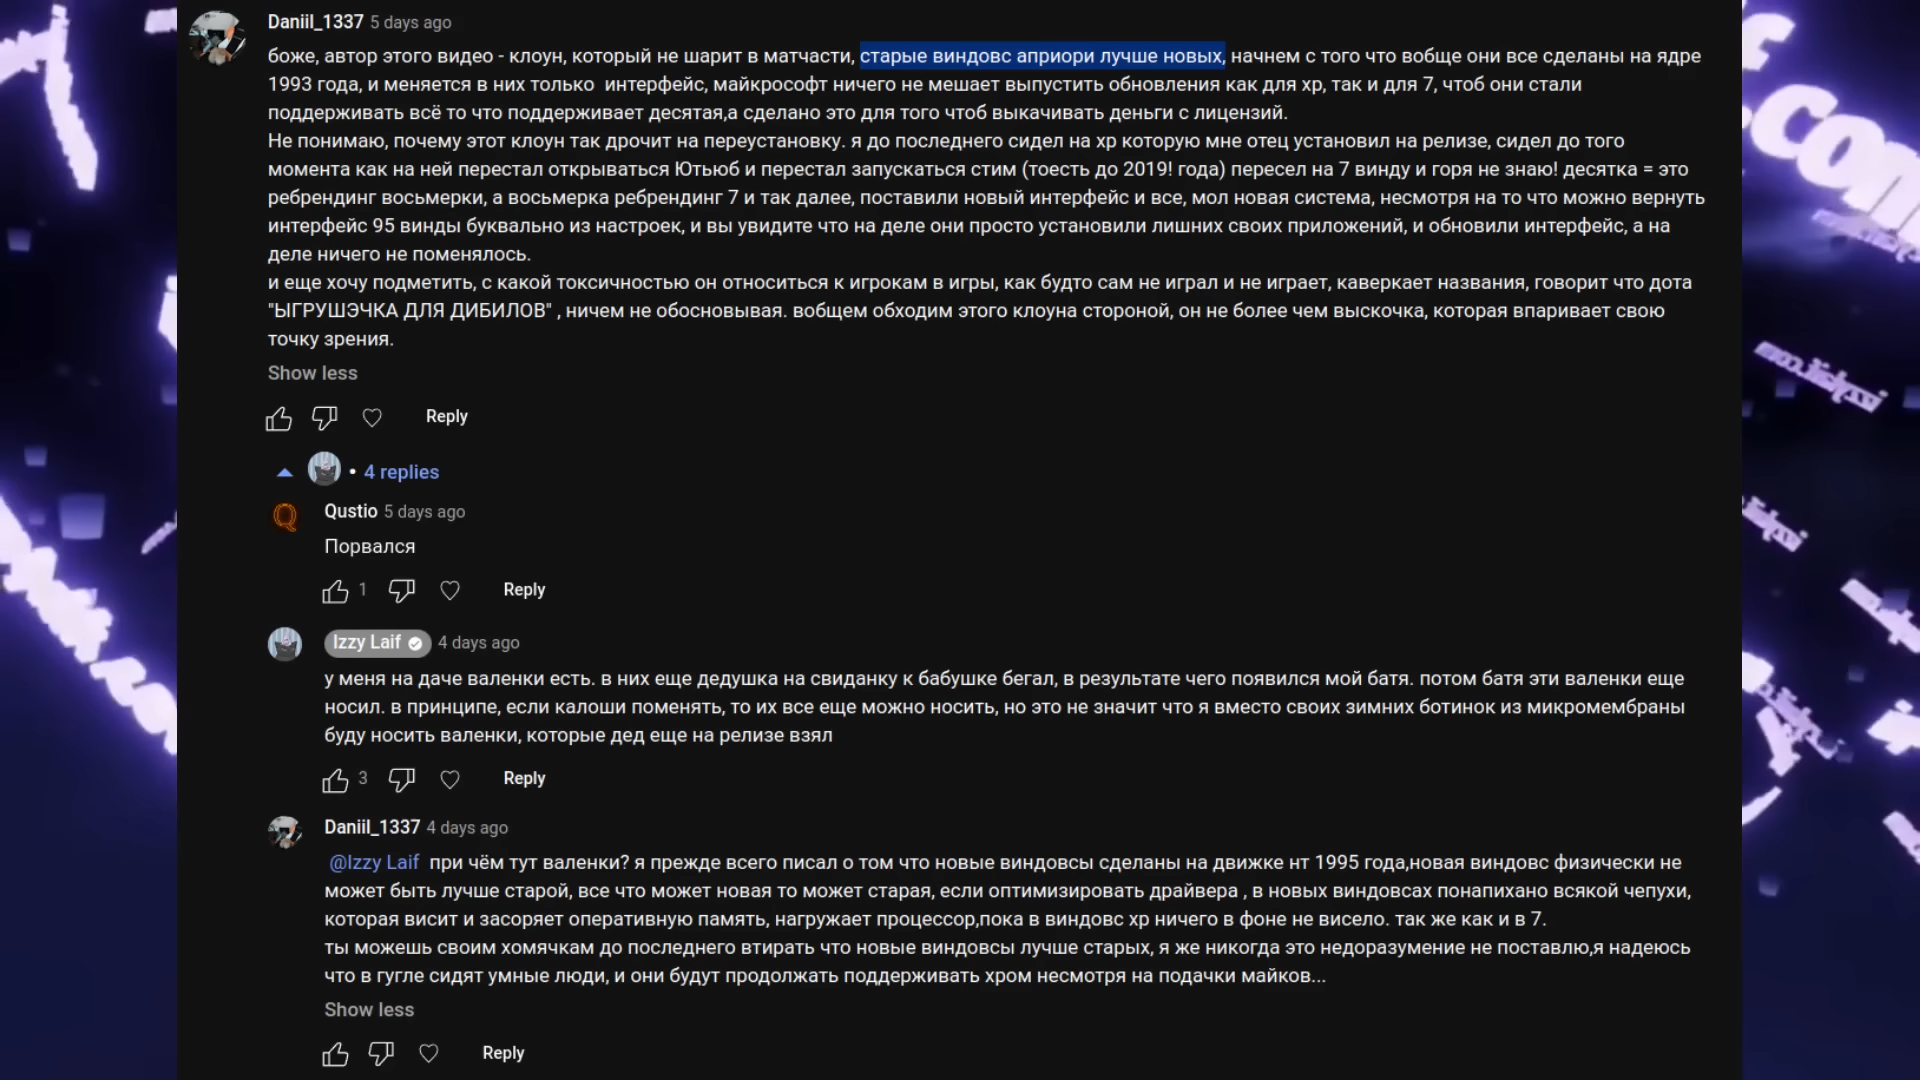 Daniil_1337 5 days ago
боже, автор этого видео - клоун, который не шарит в матчасти, старые виндовс априори лучше новых, начнем с того что вобще они все сделаны на ядре
1993 года, и меняется в них только  интерфейс, майкрософт ничего не мешает выпустить обновления как для хр, так и для 7, чтоб они стали
поддерживать всё то что поддерживает десятая,а сделано это для того чтоб выкачивать деньги с лицензий.
Не понимаю, почему этот клоун так дрочит на переустановку. я до последнего сидел на хр которую мне отец установил на релизе, сидел до того
момента как на ней перестал открываться Ютьюб и перестал запускаться стим (тоесть до 2019! года) пересел на 7 винду и горя не знаю! десятка = это
ребрендинг восьмерки, а восьмерка ребрендинг 7 и так далее, поставили новый интерфейс и все, мол новая система, несмотря на то что можно вернуть
интерфейс 95 винды буквально из настроек, и вы увидите что на деле они просто установили лишних своих приложений, и обновили интерфейс, а на
деле ничего не поменялось.
и еще хочу подметить, с какой токсичностью он относиться к игрокам в игры, как будто сам не играл и не играет, каверкает названия, говорит что дота
"ЫГРУШЭЧКА ДЛЯ ДИБИЛОВ" , ничем не обосновывая. вобщем обходим этого клоуна стороной, он не более чем выскочка, которая впаривает свою
точку зрения.
Show less
Reply
• 4 replies
Q
Qustio 5 days ago
Порвался
1 Reply
Izzy Laif 4 days ago
у меня на даче валенки есть. в них еще дедушка на свиданку к бабушке бегал, в результате чего появился мой батя. потом батя эти валенки еще
носил. в принципе, если калоши поменять, то их все еще можно носить, но это не значит что я вместо своих зимних ботинок из микромембраны
буду носить валенки, которые дед еще на релизе взял
3 Reply
Daniil_1337 4 days ago
@Izzy Laif при чём тут валенки? я прежде всего писал о том что новые виндовсы сделаны на движке нт 1995 года,новая виндовс физически не
может быть лучше старой, все что может новая то может старая, если оптимизировать драйвера , в новых виндовсах понапихано всякой чепухи,
которая висит и засоряет оперативную память, нагружает процессор,пока в виндовс хр ничего в фоне не висело. так же как и в 7.
ты можешь своим хомячкам до последнего втирать что новые виндовсы лучше старых, я же никогда это недоразумение не поставлю,я надеюсь
что в гугле сидят умные люди, и они будут продолжать поддерживать хром несмотря на подачки майков...
Show less
Reply